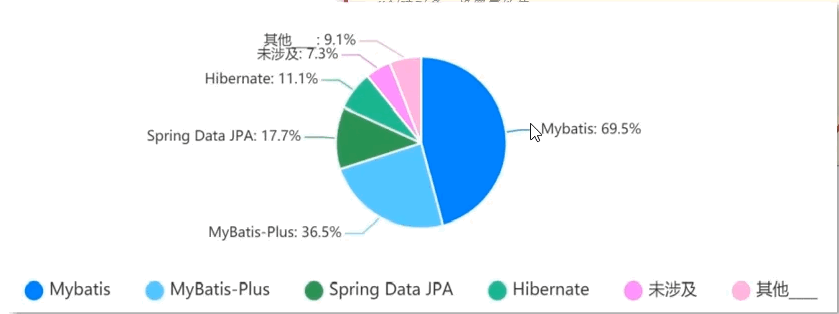 其他____: 9.1%
未涉及: 7.3%
Hibernate: 11.1%
Spring Data JPA: 17.7%
Mybatis: 69.5%
MyBatis-Plus: 36.5%
Mybatis MyBatis-Plus Spring Data JPA Hibernate 未涉及 其他____